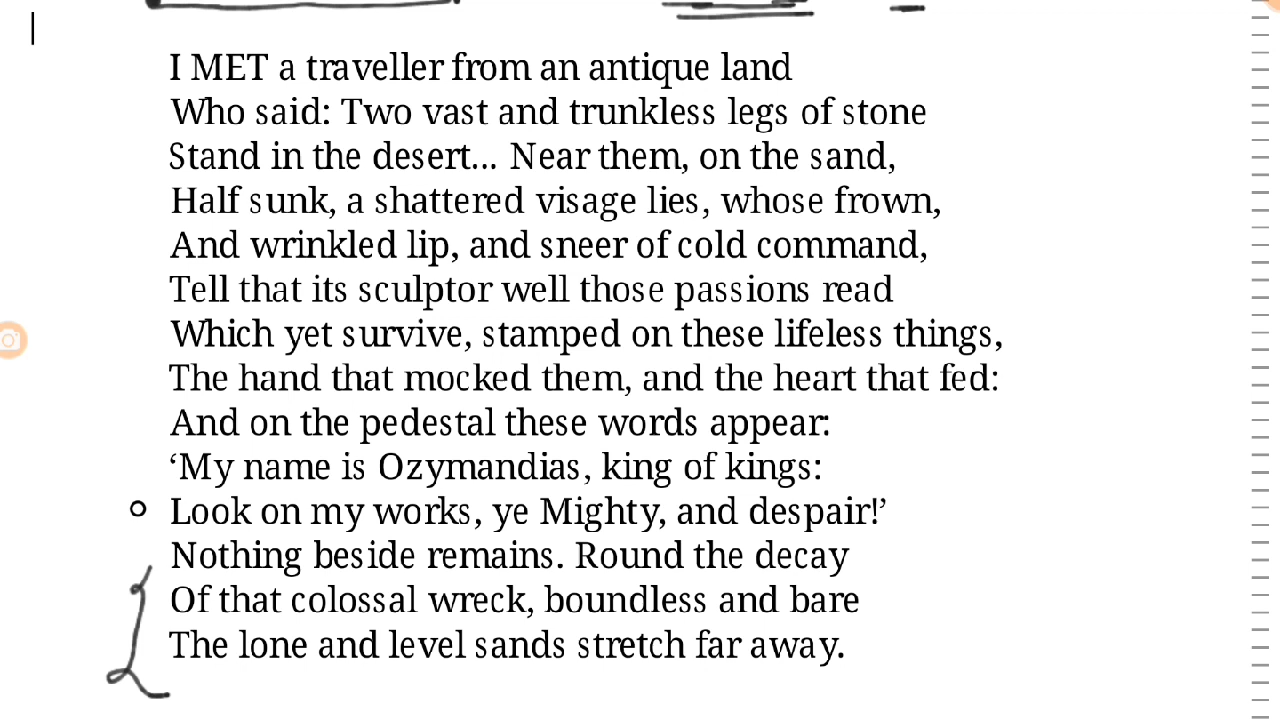 I MET a traveller from an antique land
Who said: Two vast and trunkless legs of stone
Stand in the desert... Near them, on the sand,
Half sunk, a shattered visage lies, whose frown,
And wrinkled lip, and sneer of cold command,
Tell that its sculptor well those passions read
Which yet survive, stamped on these lifeless things,
The hand that mocked them, and the heart that fed:
And on the pedestal these words appear:
‘My name is Ozymandias, king of kings:
Look on my works, ye Mighty, and despair!’
Nothing beside remains. Round the decay
Of that colossal wreck, boundless and bare
The lone and level sands stretch far away.